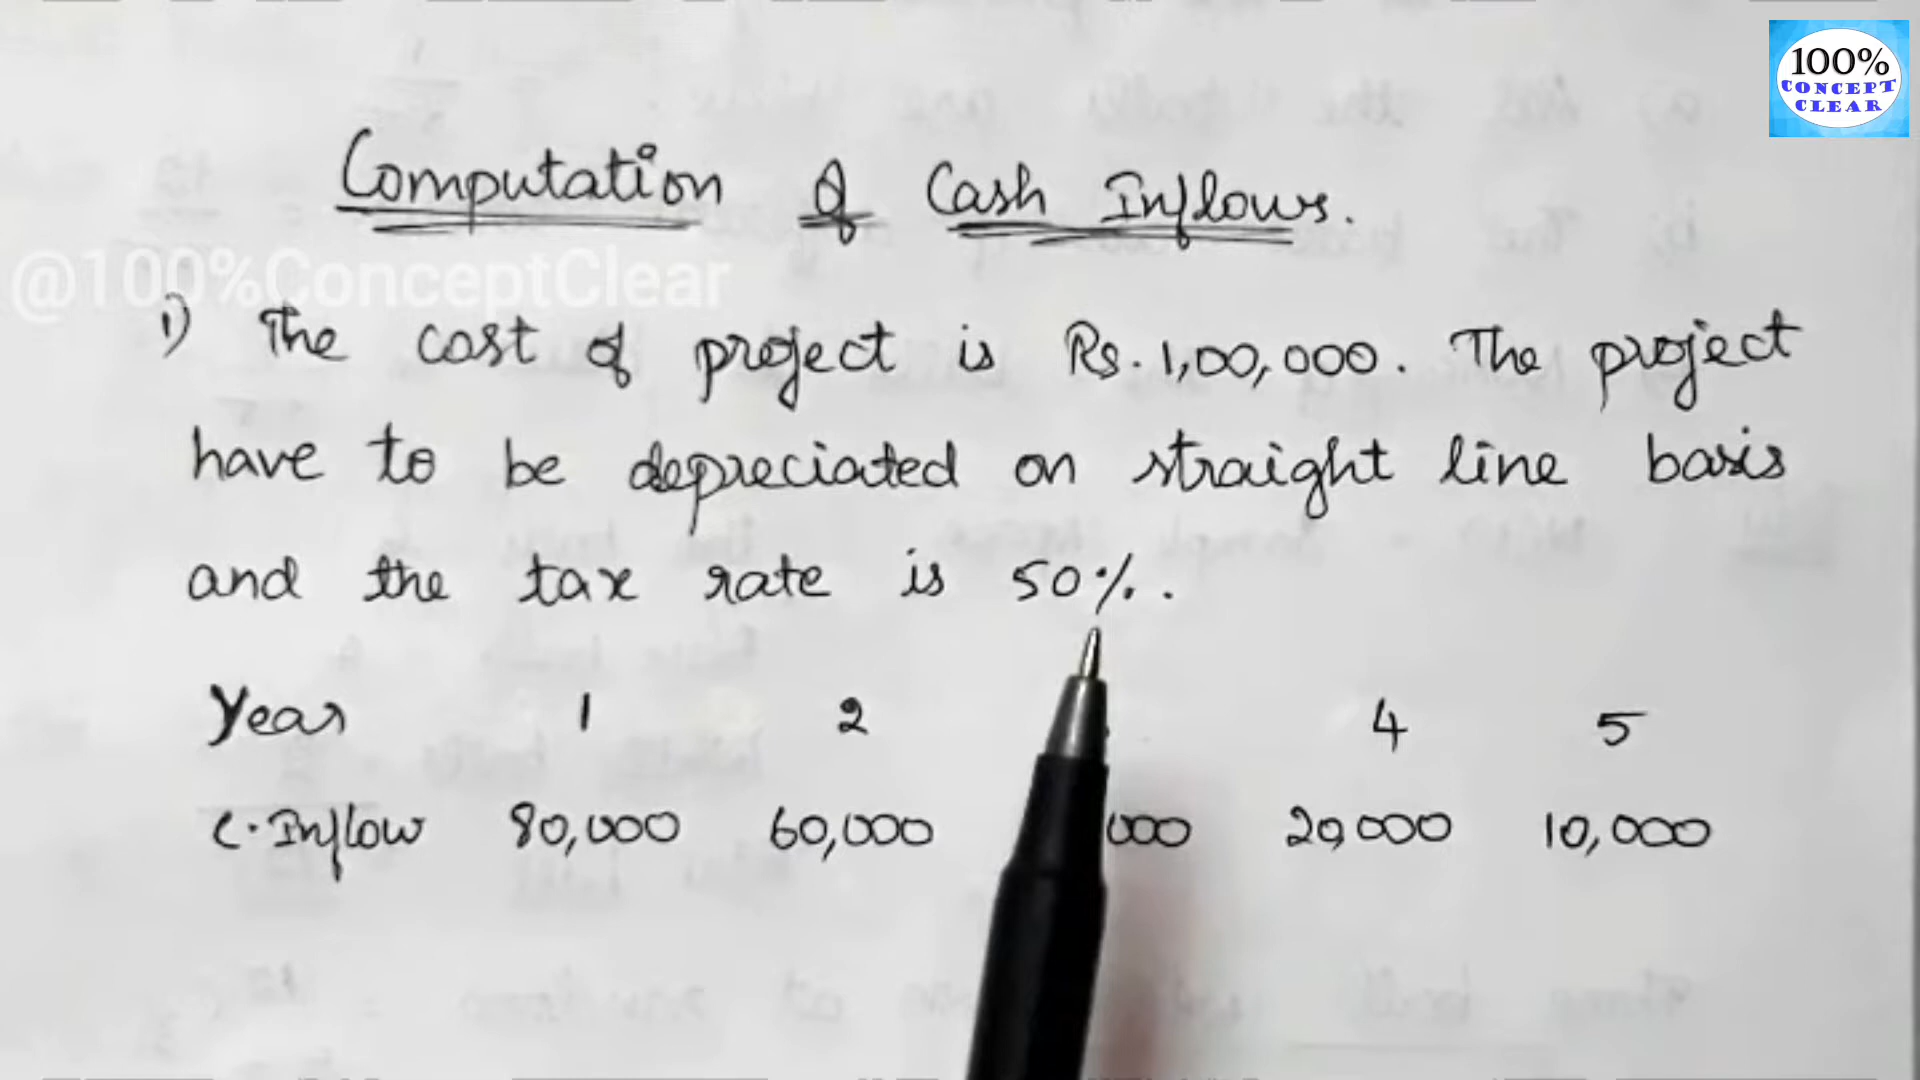 100%
CONCEPT
CLEAR
Computation of Cash Inflows.
@100%ConceptClear
1) The cost of project is Rs. 1,00,000. The project
have to be depreciated on straight line basis
and the tax rate is 50%.
Year 1 2 4 5
C.Inflow 80,000 60,000 000 20,000 10,000